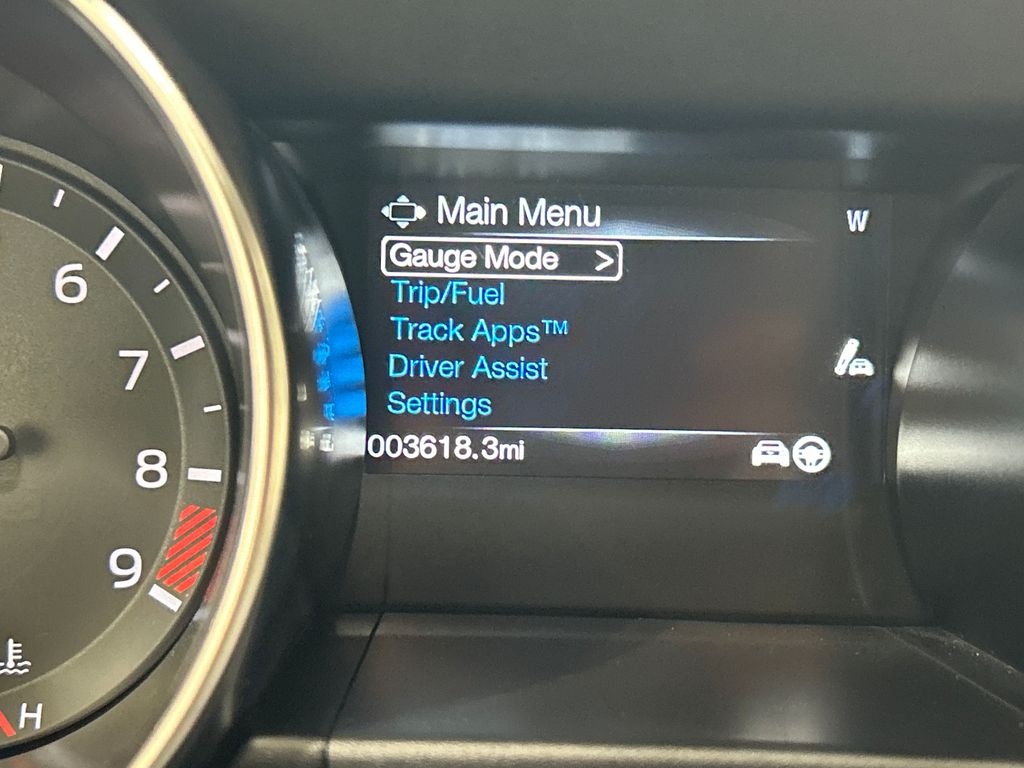 6
7
8
9
H
Main Menu
W
Gauge Mode >
Trip/Fuel
Track Apps™
Driver Assist
Settings
003618.3mi